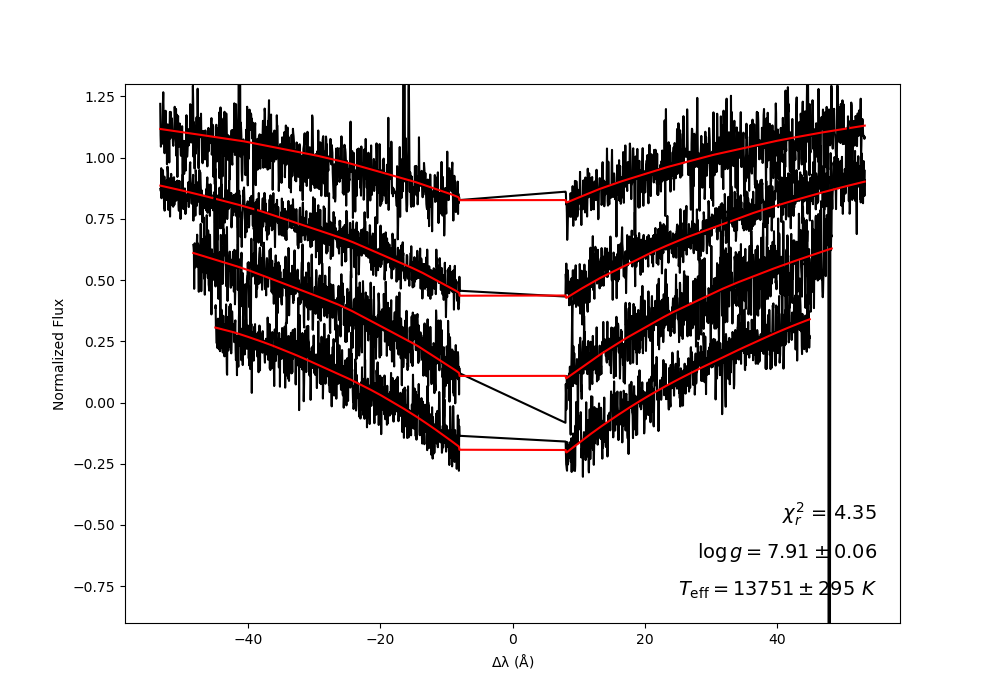 1.25
1.00
0.75
0.50
0.25
0.00
−0.25
−0.50
−0.75
Normalized Flux
−40
−20
0
20
40
Δλ (Å)
χ²ᵣ = 4.35
log g = 7.91 ± 0.06
T_eff = 13751 ± 295 K